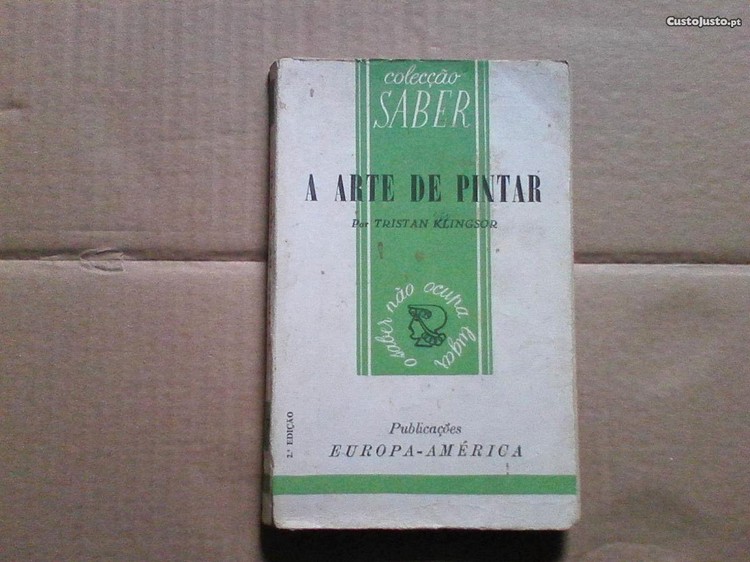 CustoJusto.pt
colecção
SABER
A ARTE DE PINTAR
Por TRISTAN KLINGSOR
o saber não ocupa lugar
2.ª EDIÇÃO
Publicações
EUROPA-AMÉRICA